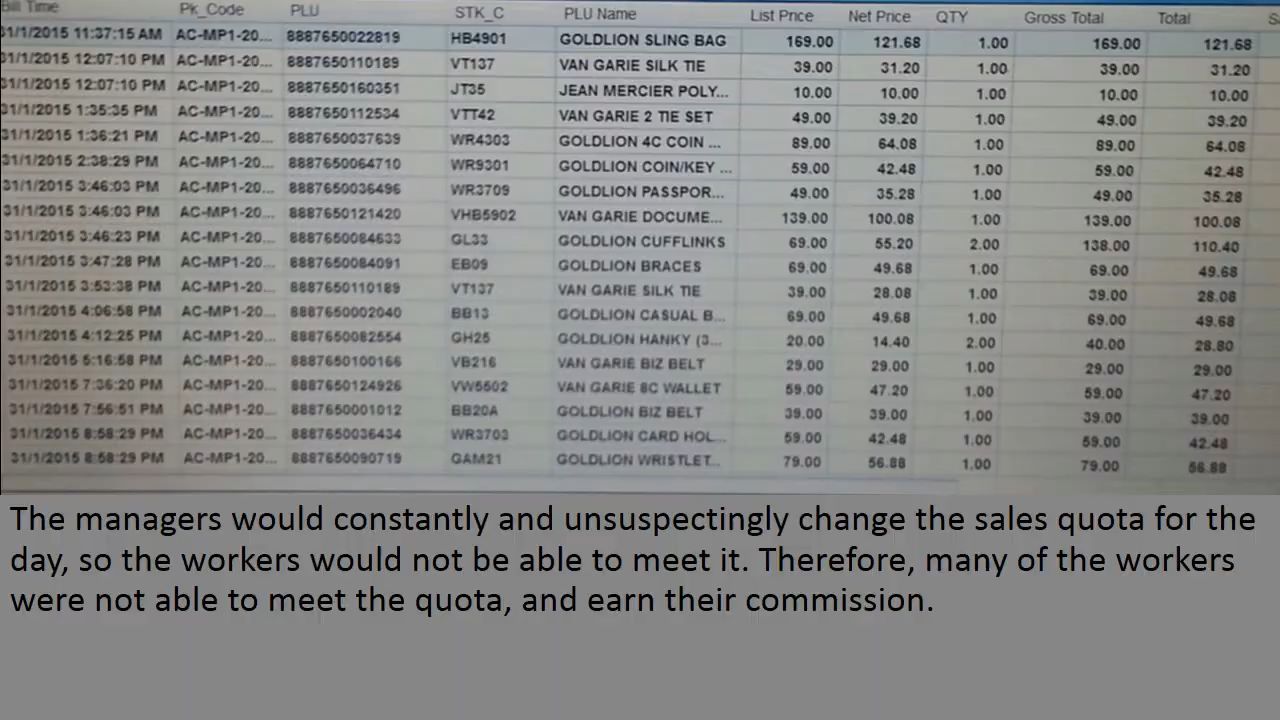 Bill Time Pk_Code PLU STK_C PLU Name List Price Net Price QTY Gross Total Total S
31/1/2015 11:37:15 AM AC-MP1-20... 8887650022819 HB4901 GOLDLION SLING BAG 169.00 121.68 1.00 169.00 121.68
31/1/2015 12:07:10 PM AC-MP1-20... 8887650110189 VT137 VAN GARIE SILK TIE 39.00 31.20 1.00 39.00 31.20
31/1/2015 12:07:10 PM AC-MP1-20... 8887650160351 JT35 JEAN MERCIER POLY... 10.00 10.00 1.00 10.00 10.00
31/1/2015 1:35:35 PM AC-MP1-20... 8887650112534 VTT42 VAN GARIE 2 TIE SET 49.00 39.20 1.00 49.00 39.20
31/1/2015 1:36:21 PM AC-MP1-20... 8887650037639 WR4303 GOLDLION 4C COIN ... 89.00 64.08 1.00 89.00 64.08
31/1/2015 2:38:29 PM AC-MP1-20... 8887650064710 WR9301 GOLDLION COIN/KEY ... 59.00 42.48 1.00 59.00 42.48
31/1/2015 3:46:03 PM AC-MP1-20... 8887650036496 WR3709 GOLDLION PASSPOR... 49.00 35.28 1.00 49.00 35.28
31/1/2015 3:46:03 PM AC-MP1-20... 8887650121420 VHB5902 VAN GARIE DOCUME... 139.00 100.08 1.00 139.00 100.08
31/1/2015 3:46:23 PM AC-MP1-20... 8887650084633 GL33 GOLDLION CUFFLINKS 69.00 55.20 2.00 138.00 110.40
31/1/2015 3:47:28 PM AC-MP1-20... 8887650084091 EB09 GOLDLION BRACES 69.00 49.68 1.00 69.00 49.68
31/1/2015 3:53:38 PM AC-MP1-20... 8887650110189 VT137 VAN GARIE SILK TIE 39.00 28.08 1.00 39.00 28.08
31/1/2015 4:06:58 PM AC-MP1-20... 8887650002040 BB13 GOLDLION CASUAL B... 69.00 49.68 1.00 69.00 49.68
31/1/2015 4:12:25 PM AC-MP1-20... 8887650082554 GH25 GOLDLION HANKY (3... 20.00 14.40 2.00 40.00 28.80
31/1/2015 5:16:58 PM AC-MP1-20... 8887650100166 VB216 VAN GARIE BIZ BELT 29.00 29.00 1.00 29.00 29.00
31/1/2015 7:36:20 PM AC-MP1-20... 8887650124926 VW5502 VAN GARIE 8C WALLET 59.00 47.20 1.00 59.00 47.20
31/1/2015 7:56:51 PM AC-MP1-20... 8887650001012 BB20A GOLDLION BIZ BELT 39.00 39.00 1.00 39.00 39.00
31/1/2015 8:58:29 PM AC-MP1-20... 8887650036434 WR3703 GOLDLION CARD HOL... 59.00 42.48 1.00 59.00 42.48
31/1/2015 8:58:29 PM AC-MP1-20... 8887650090719 GAM21 GOLDLION WRISTLET... 79.00 56.88 1.00 79.00 56.88
The managers would constantly and unsuspectingly change the sales quota for the
day, so the workers would not be able to meet it. Therefore, many of the workers
were not able to meet the quota, and earn their commission.